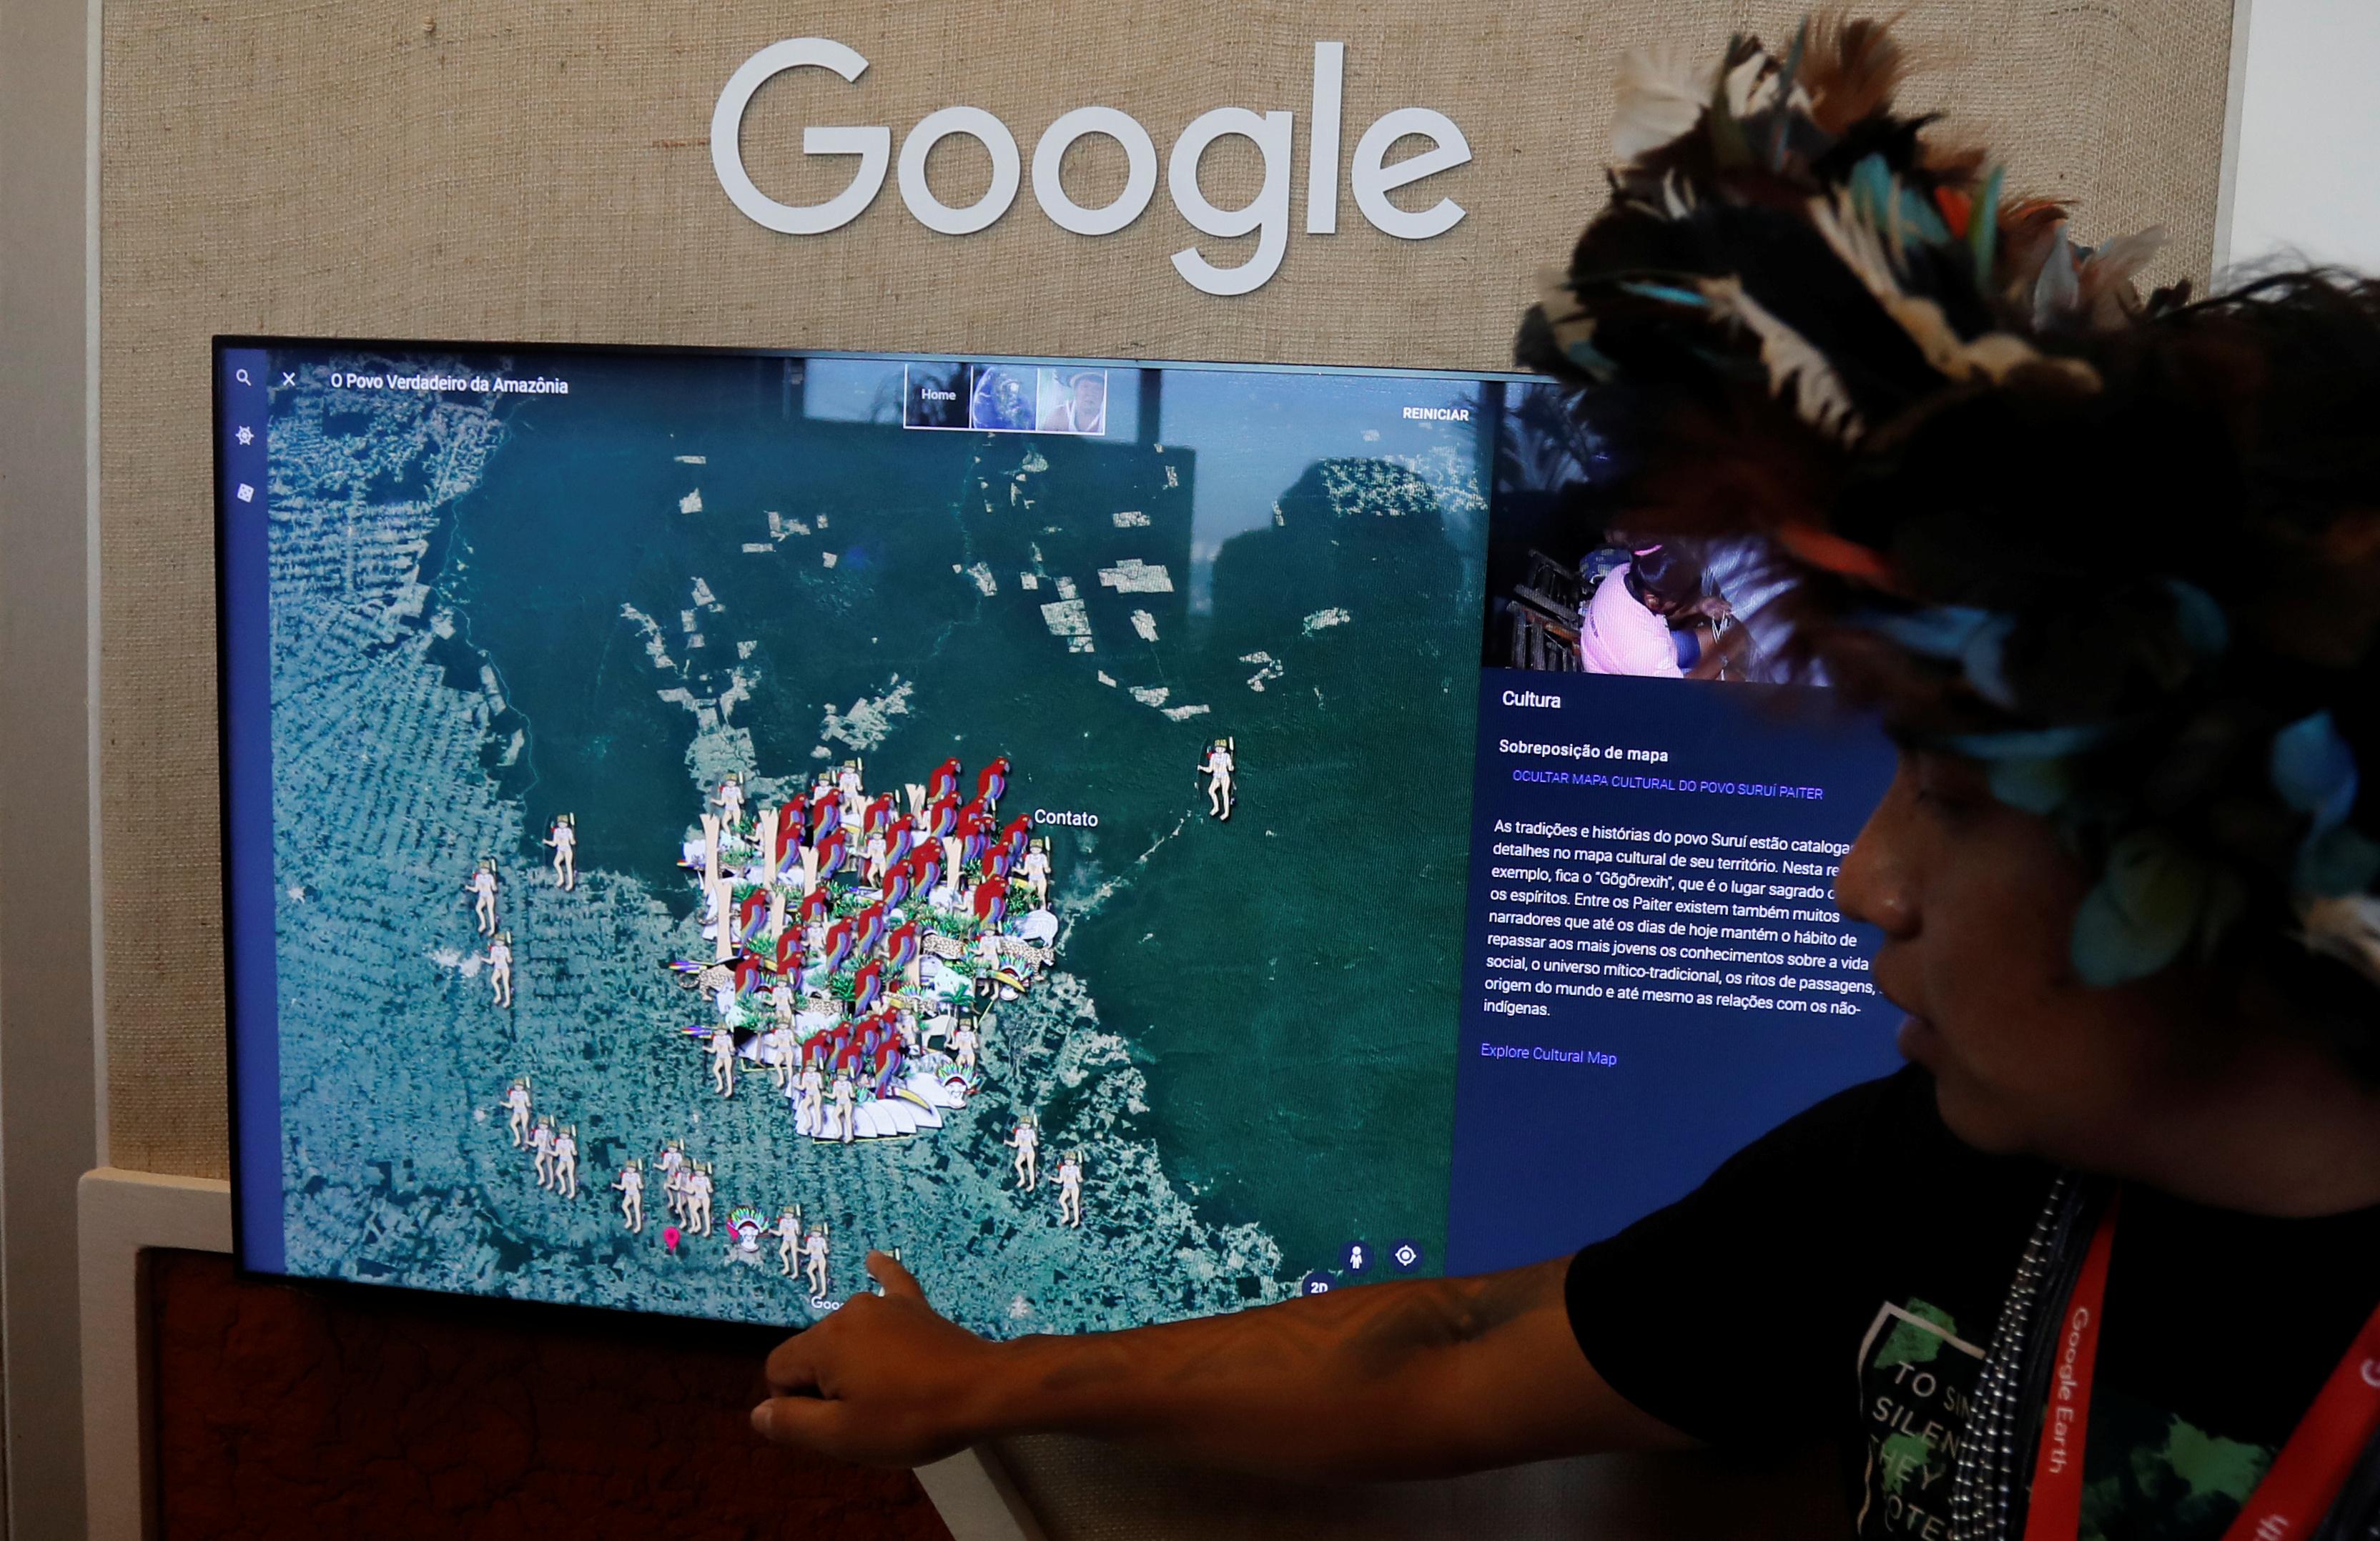 Google
O Povo Verdadeiro da Amazônia
Home
REINICIAR
Contato
Cultura
Sobreposição de mapa
OCULTAR MAPA CULTURAL DO POVO SURUÍ PAITER
As tradições e histórias do povo Suruí estão
detalhes no mapa cultural de seu território. Nesta
exemplo, fica o "Gõgõrexih", que é o lugar sagrado
os espíritos. Entre os Paiter existem também muitos
narradores que até os dias de hoje mantém o hábito de
repassar aos mais jovens os conhecimentos sobre a vida
social, o universo mítico-tradicional, os ritos de passagens,
origem do mundo e até mesmo as relações com os não-
indígenas.
Explore Cultural Map
2D
TO
Google Earth